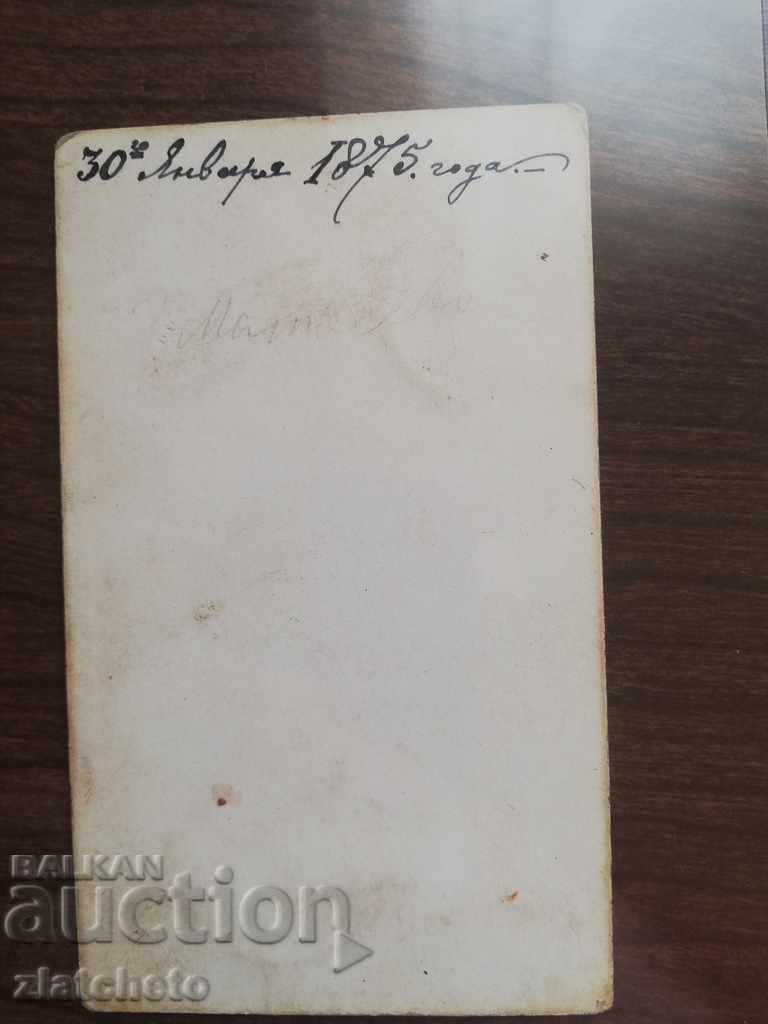 30го Января 1875. года.—
BALKAN
auction
zlatcheto